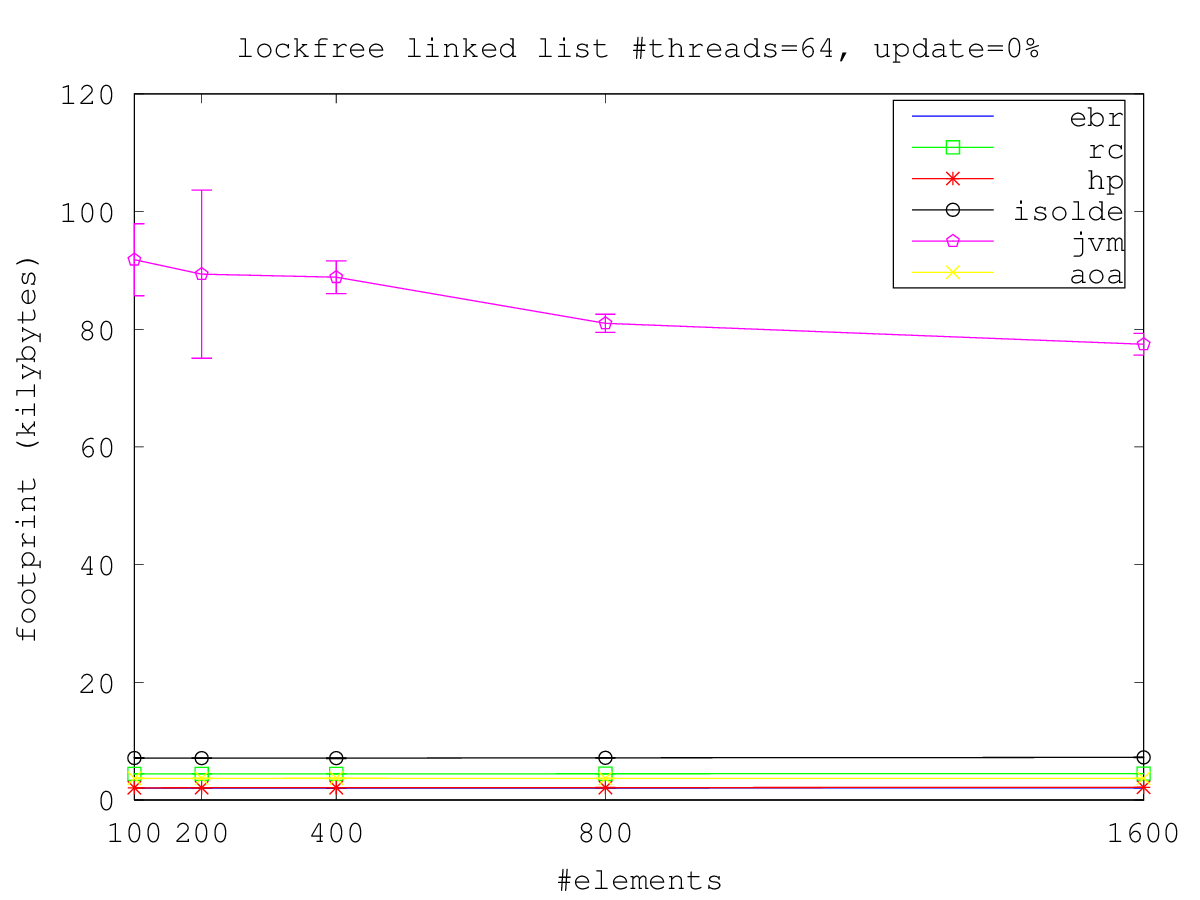 lockfree linked list #threads=64, update=0%
120
100
80
60
40
20
0
footprint (kilybytes)
ebr
rc
hp
isolde
jvm
aoa
100 200 400 800 1600
#elements